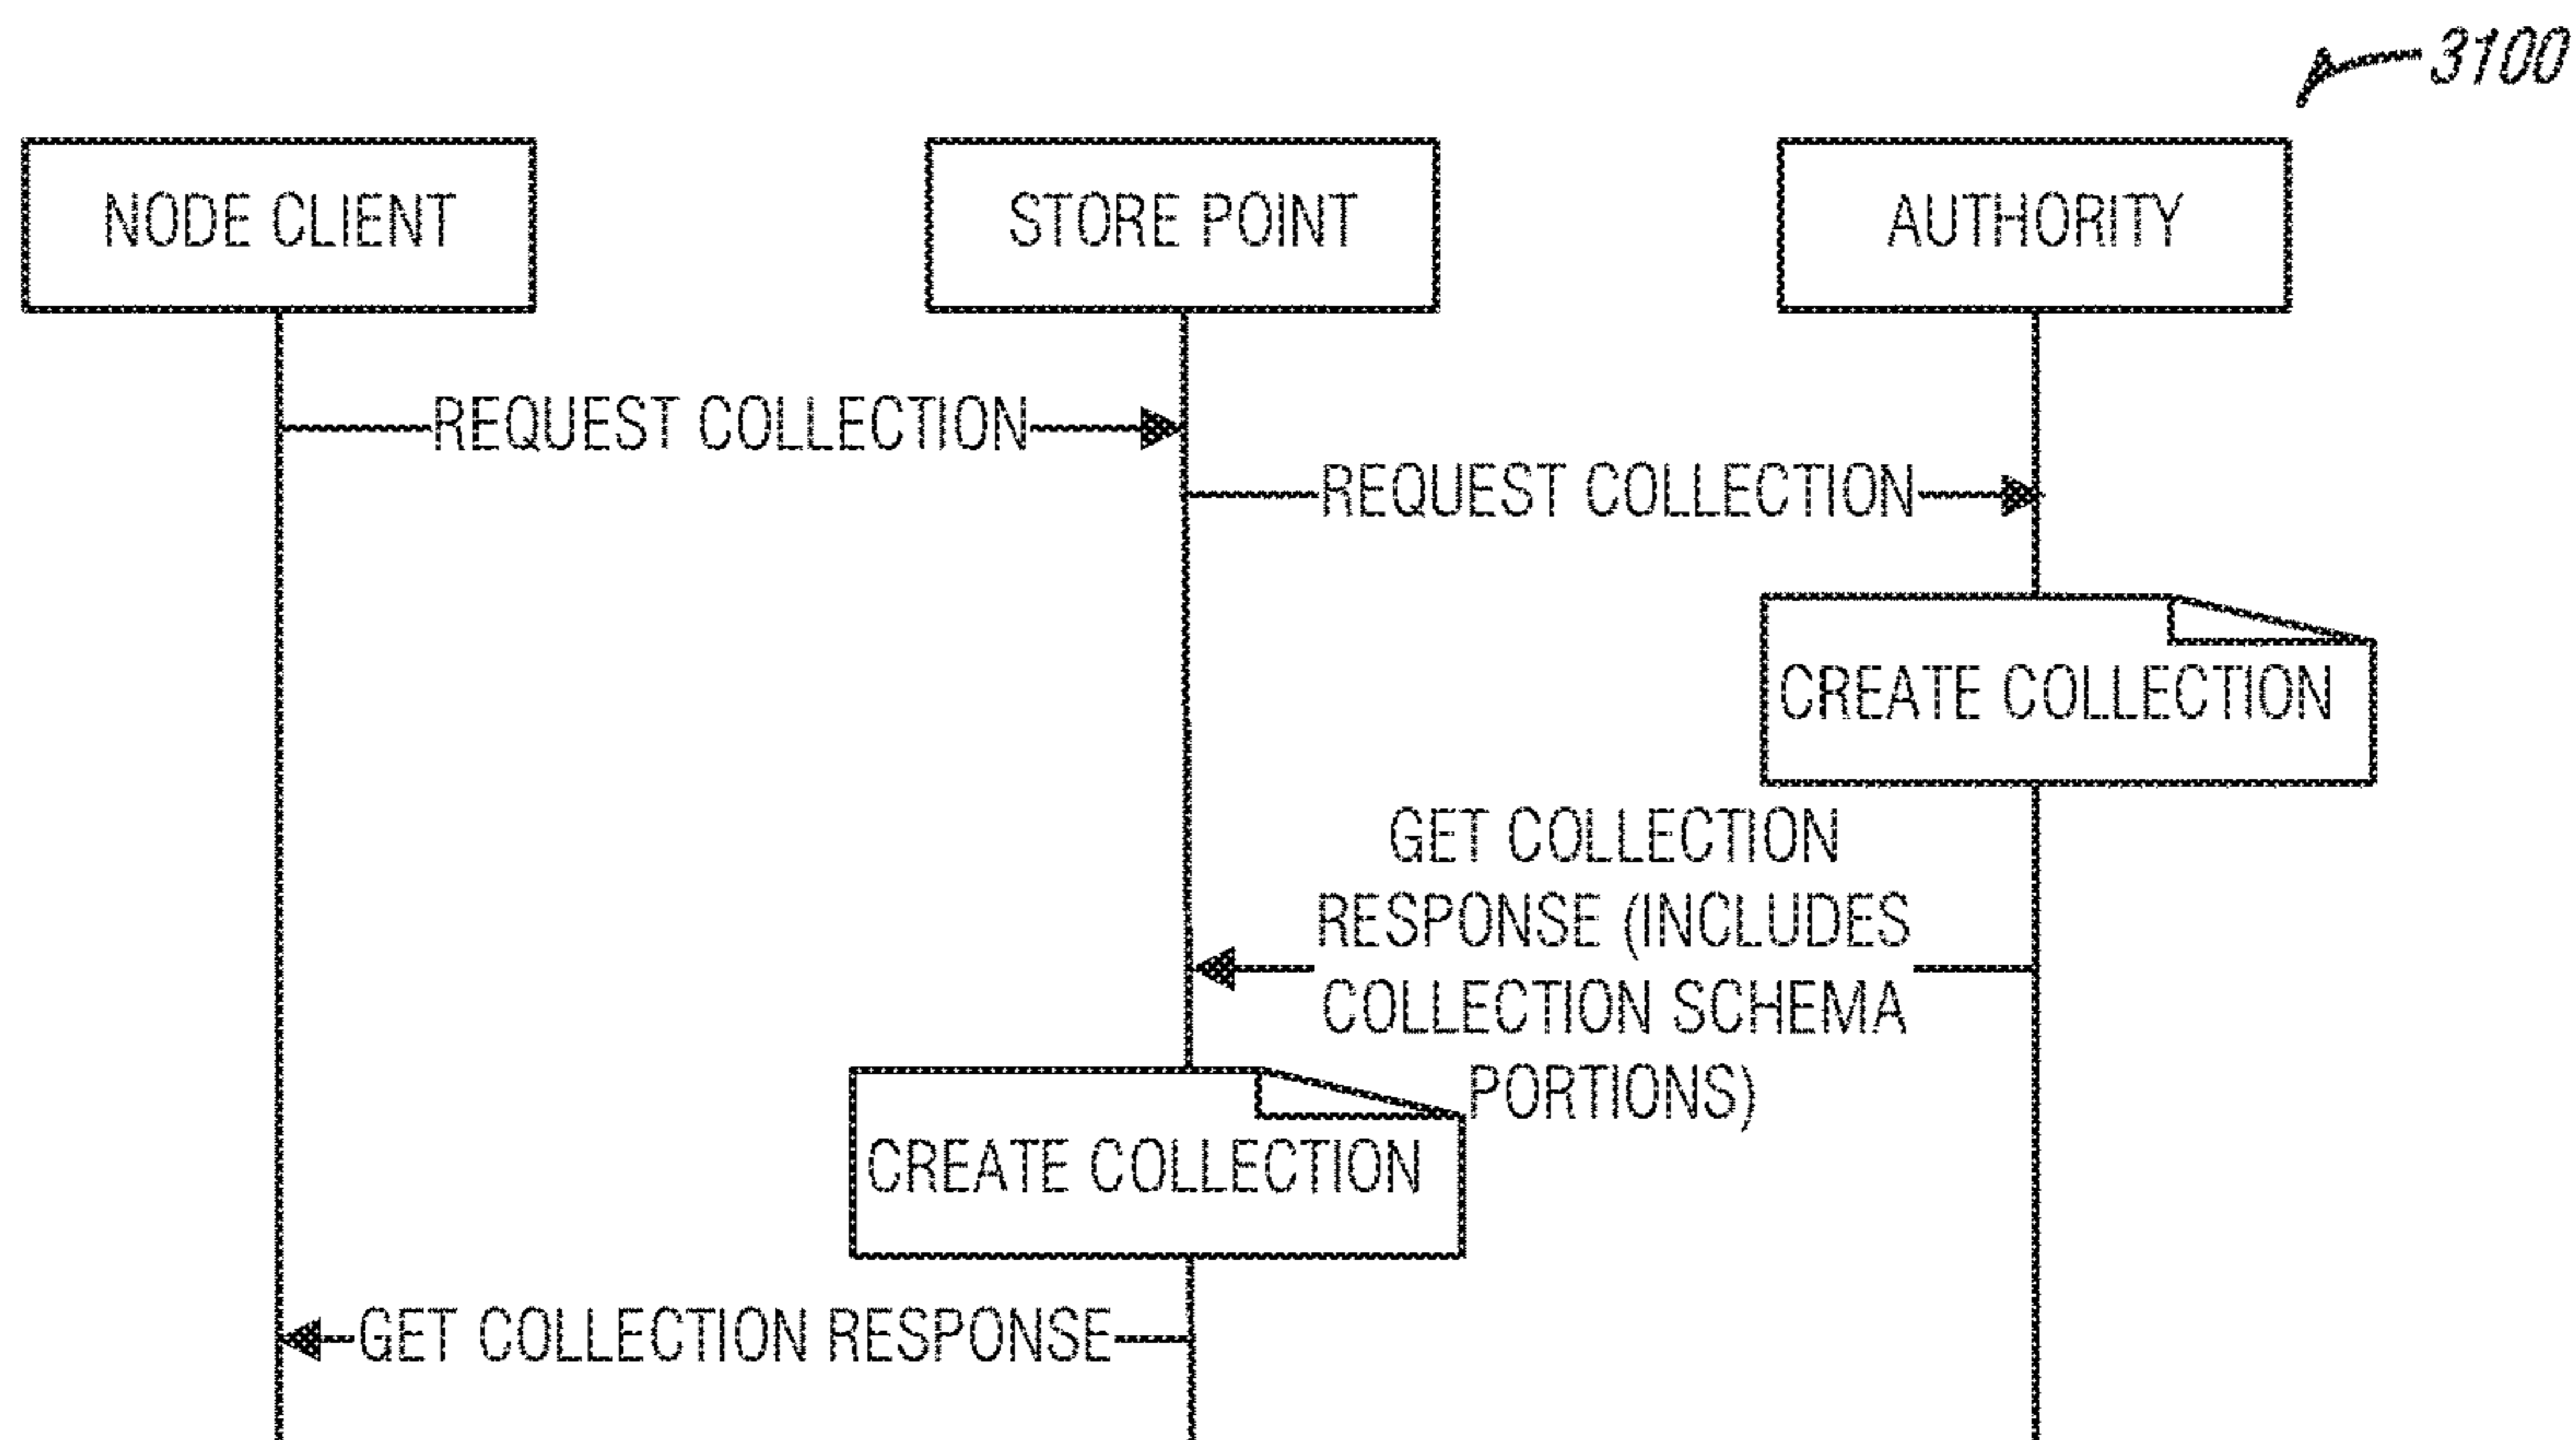 3100
NODE CLIENT
STORE POINT
AUTHORITY
REQUEST COLLECTION
REQUEST COLLECTION
CREATE COLLECTION
GET COLLECTION
RESPONSE (INCLUDES
COLLECTION SCHEMA
PORTIONS)
CREATE COLLECTION
GET COLLECTION RESPONSE